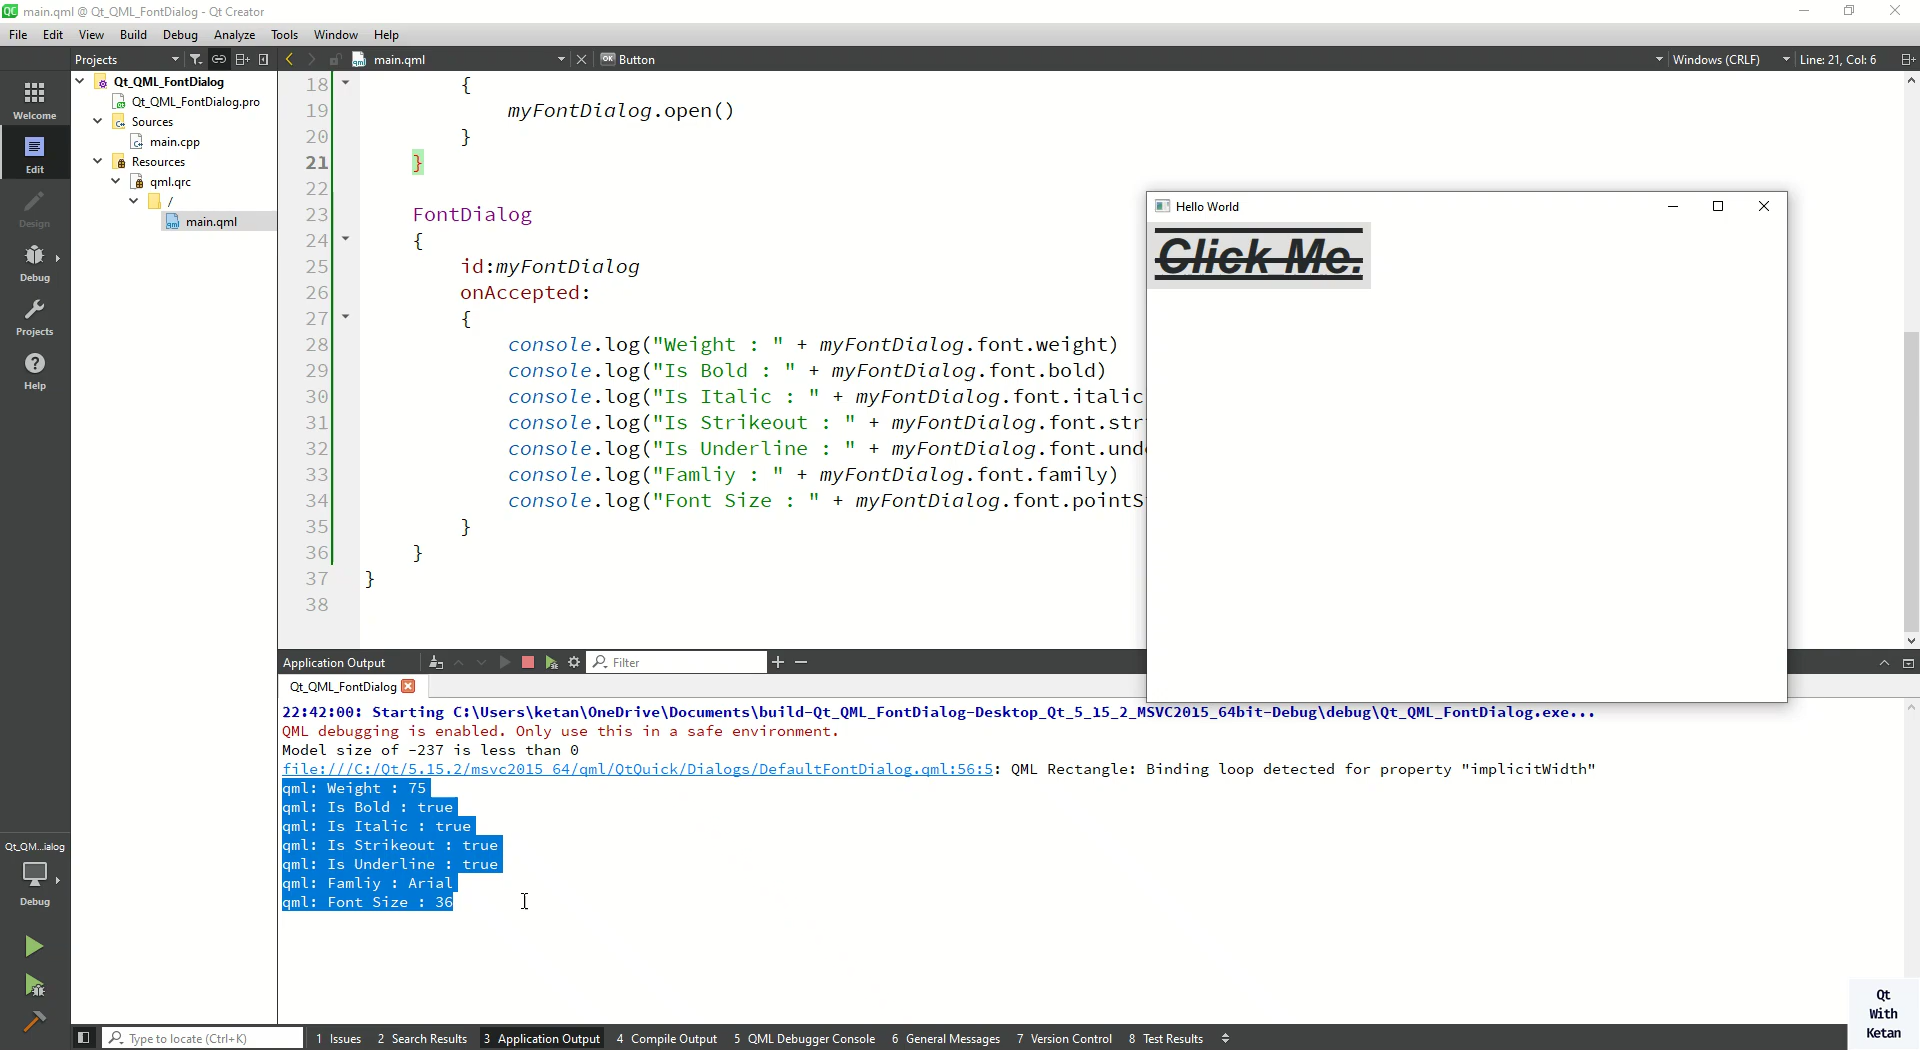 main.qml @ Qt_QML_FontDialog - Qt Creator
File Edit View Build Debug Analyze Tools Window Help
Projects main.qml Button Windows (CRLF) Line: 21, Col: 6
Welcome
Edit
Design
Debug
Projects
Help
Qt_QML_FontDialog
Qt_QML_FontDialog.pro
Sources
main.cpp
Resources
qml.qrc
/
main.qml
18 {
19 myFontDialog.open()
20 }
21 }
22
23 FontDialog
24 {
25 id:myFontDialog
26 onAccepted:
27 {
28 console.log("Weight : " + myFontDialog.font.weight)
29 console.log("Is Bold : " + myFontDialog.font.bold)
30 console.log("Is Italic : " + myFontDialog.font.italic
31 console.log("Is Strikeout : " + myFontDialog.font.str
32 console.log("Is Underline : " + myFontDialog.font.und
33 console.log("Famliy : " + myFontDialog.font.family)
34 console.log("Font Size : " + myFontDialog.font.pointS
35 }
36 }
37 }
38
Hello World
Click Me.
Application Output Filter
Qt_QML_FontDialog
22:42:00: Starting C:\Users\ketan\OneDrive\Documents\build-Qt_QML_FontDialog-Desktop_Qt_5_15_2_MSVC2015_64bit-Debug\debug\Qt_QML_FontDialog.exe...
QML debugging is enabled. Only use this in a safe environment.
Model size of -237 is less than 0
file:///C:/Qt/5.15.2/msvc2015_64/qml/QtQuick/Dialogs/DefaultFontDialog.qml:56:5: QML Rectangle: Binding loop detected for property "implicitWidth"
qml: Weight : 75
qml: Is Bold : true
qml: Is Italic : true
qml: Is Strikeout : true
qml: Is Underline : true
qml: Famliy : Arial
qml: Font Size : 36
Qt_QM...ialog
Debug
Type to locate (Ctrl+K) 1 Issues 2 Search Results 3 Application Output 4 Compile Output 5 QML Debugger Console 6 General Messages 7 Version Control 8 Test Results
Qt
With
Ketan